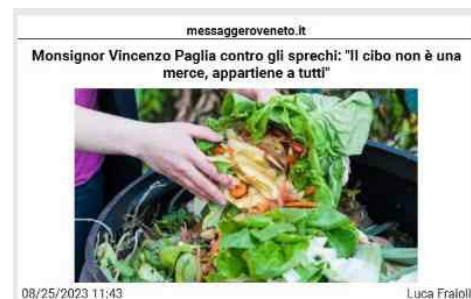 messaggeroveneto.it
Monsignor Vincenzo Paglia contro gli sprechi: "Il cibo non è una
merce, appartiene a tutti"
08/25/2023 11:43
Luca Fraioli